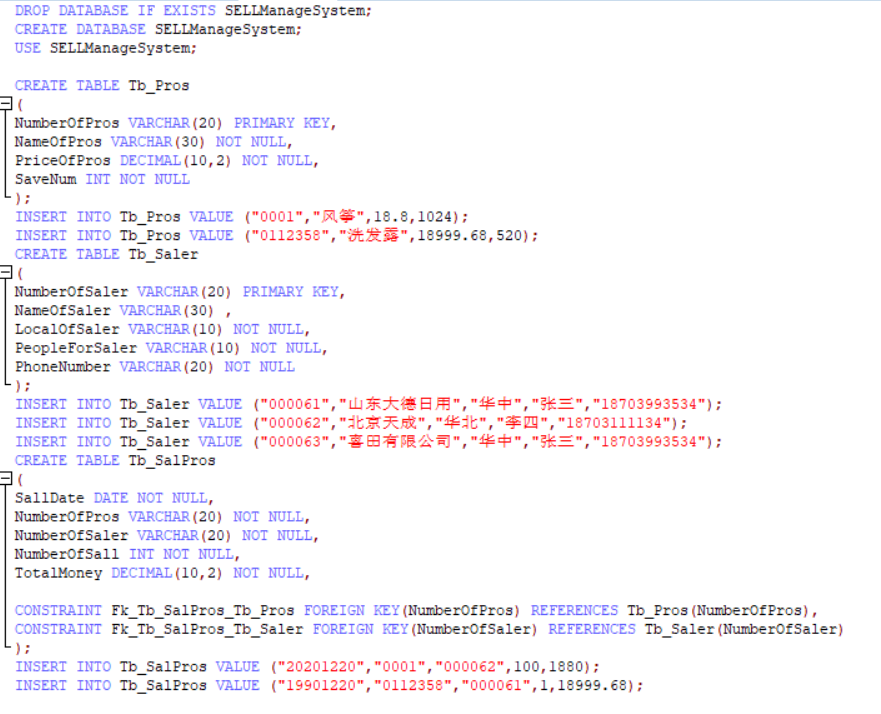 DROP DATABASE IF EXISTS SELLManageSystem;
CREATE DATABASE SELLManageSystem;
USE SELLManageSystem;
CREATE TABLE Tb_Pros
(
NumberOfPros VARCHAR(20) PRIMARY KEY,
NameOfPros VARCHAR(30) NOT NULL,
PriceOfPros DECIMAL(10,2) NOT NULL,
SaveNum INT NOT NULL
);
INSERT INTO Tb_Pros VALUE ("0001","风筝",18.8,1024);
INSERT INTO Tb_Pros VALUE ("0112358","洗发露",18999.68,520);
CREATE TABLE Tb_Saler
(
NumberOfSaler VARCHAR(20) PRIMARY KEY,
NameOfSaler VARCHAR(30) ,
LocalOfSaler VARCHAR(10) NOT NULL,
PeopleForSaler VARCHAR(10) NOT NULL,
PhoneNumber VARCHAR(20) NOT NULL
);
INSERT INTO Tb_Saler VALUE ("000061","山东大德日用","华中","张三","18703993534");
INSERT INTO Tb_Saler VALUE ("000062","北京天成","华北","李四","18703111134");
INSERT INTO Tb_Saler VALUE ("000063","喜田有限公司","华中","张三","18703993534");
CREATE TABLE Tb_SalPros
(
SallDate DATE NOT NULL,
NumberOfPros VARCHAR(20) NOT NULL,
NumberOfSaler VARCHAR(20) NOT NULL,
NumberOfSall INT NOT NULL,
TotalMoney DECIMAL(10,2) NOT NULL,
CONSTRAINT Fk_Tb_SalPros_Tb_Pros FOREIGN KEY(NumberOfPros) REFERENCES Tb_Pros(NumberOfPros),
CONSTRAINT Fk_Tb_SalPros_Tb_Saler FOREIGN KEY(NumberOfSaler) REFERENCES Tb_Saler(NumberOfSaler)
);
INSERT INTO Tb_SalPros VALUE ("20201220","0001","000062",100,1880);
INSERT INTO Tb_SalPros VALUE ("19901220","0112358","000061",1,18999.68);